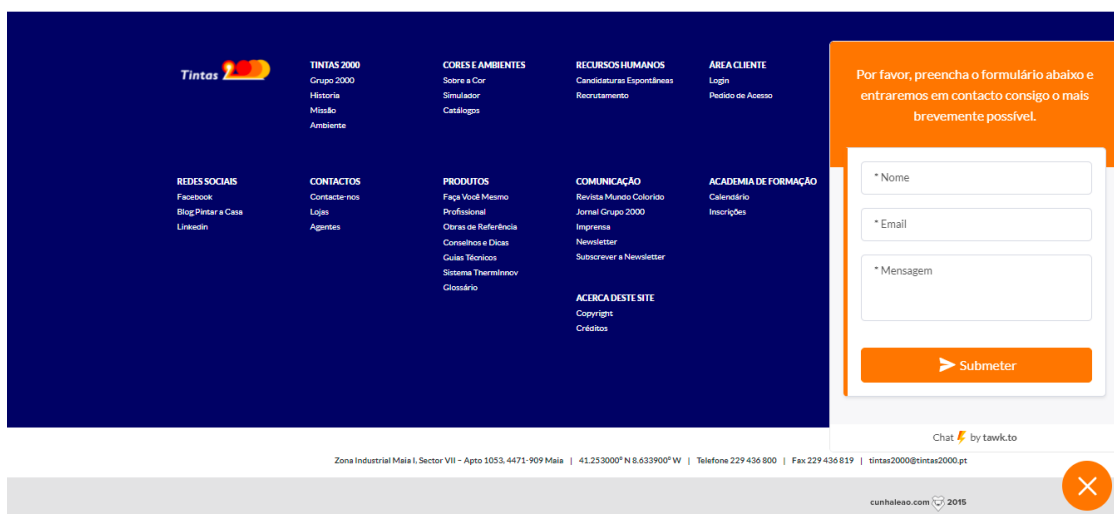 Tintas 2000
TINTAS 2000
Grupo 2000
Historia
Missão
Ambiente
CORES E AMBIENTES
Sobre a Cor
Simulador
Catálogos
RECURSOS HUMANOS
Candidaturas Espontâneas
Recrutamento
ÁREA CLIENTE
Login
Pedido de Acesso
REDES SOCIAIS
Facebook
Blog Pintar a Casa
Linkedin
CONTACTOS
Contacte-nos
Lojas
Agentes
PRODUTOS
Faça Você Mesmo
Profissional
Obras de Referência
Conselhos e Dicas
Guias Técnicos
Sistema ThermInnov
Glossário
COMUNICAÇÃO
Revista Mundo Colorido
Jornal Grupo 2000
Imprensa
Newsletter
Subscrever a Newsletter
ACERCA DESTE SITE
Copyright
Créditos
ACADEMIA DE FORMAÇÃO
Calendário
Inscrições
Por favor, preencha o formulário abaixo e
entraremos em contacto consigo o mais
brevemente possível.
* Nome
* Email
* Mensagem
Submeter
Chat by tawk.to
Zona Industrial Maia I, Sector VII – Apto 1053, 4471-909 Maia | 41.253000º N 8.633900º W | Telefone 229 436 800 | Fax 229 436 819 | tintas2000@tintas2000.pt
cunhaleao.com 2015